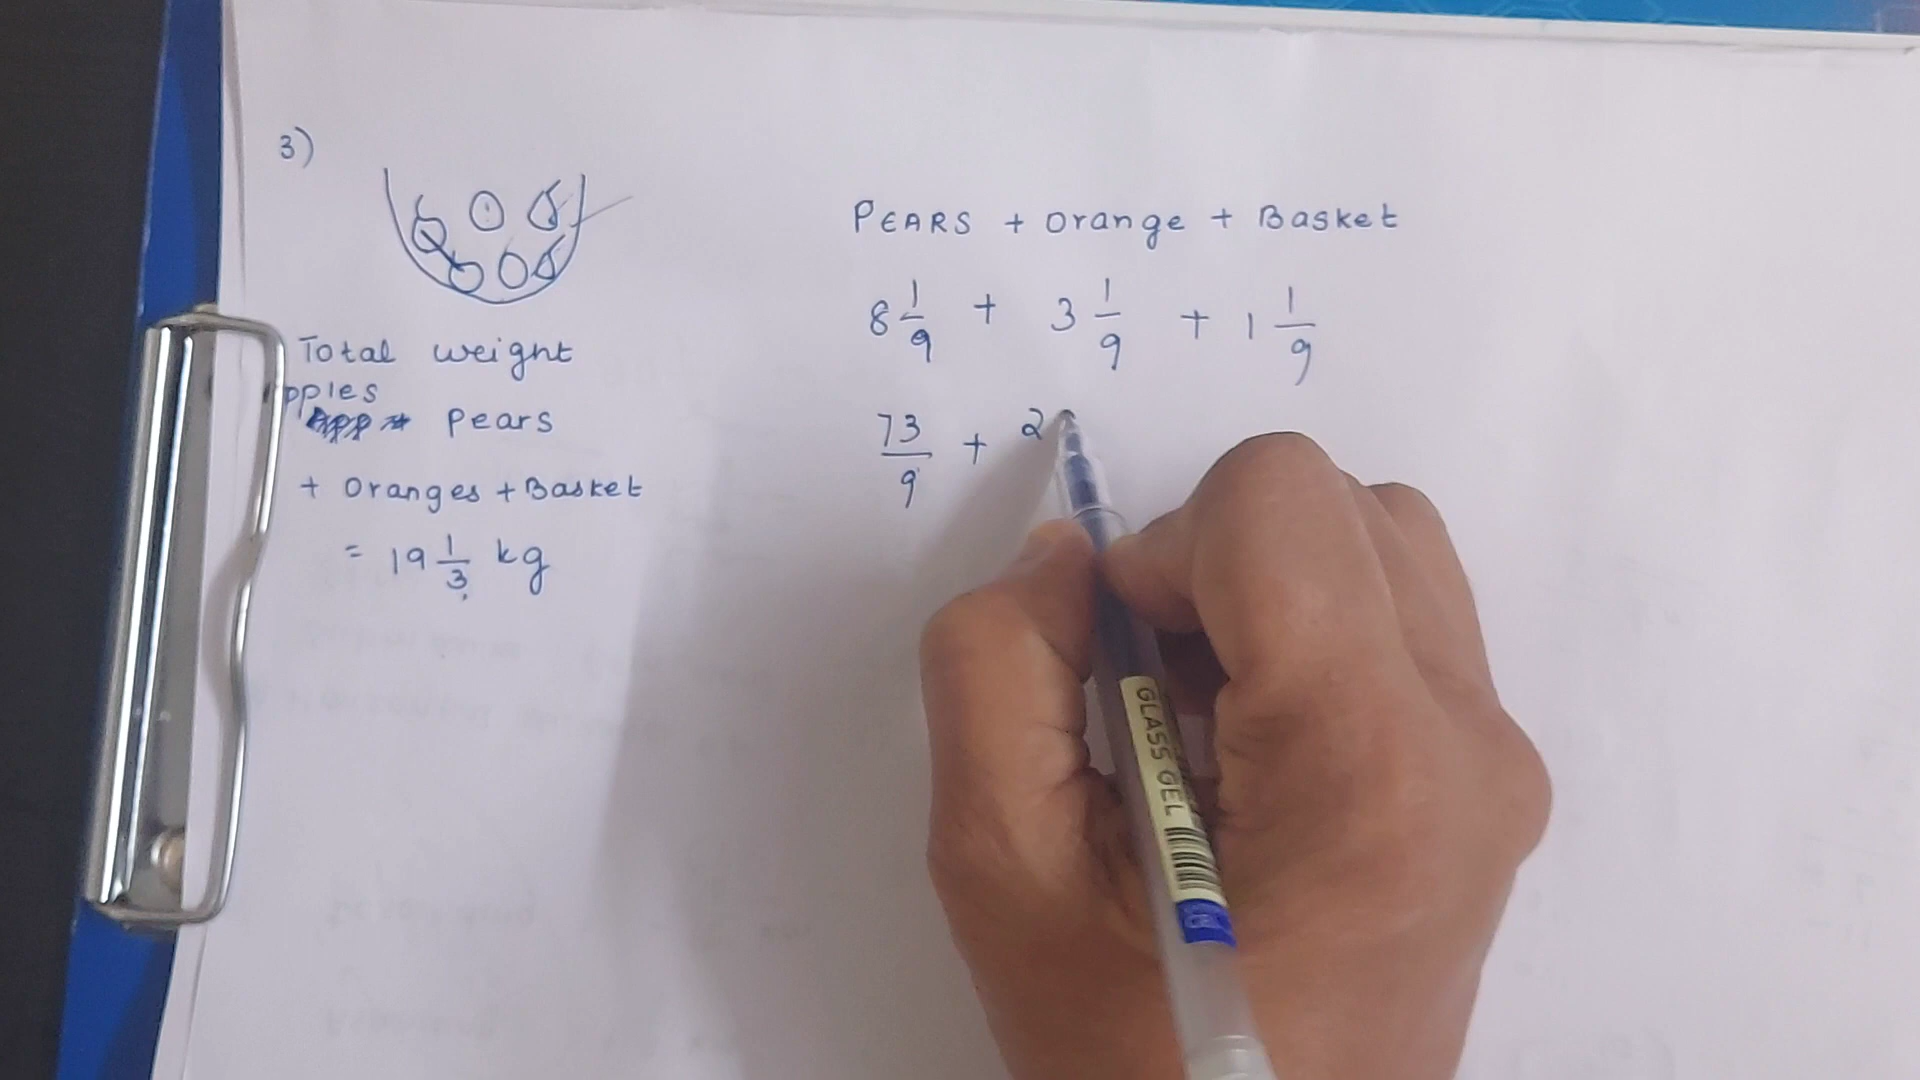 3)
Total weight
pples
Pears
+ Oranges + Basket
= 19 1/3 kg
PEARS + Orange + Basket
8 1/9 + 3 1/9 + 1 1/9
73/9 + 2
GLASS GEL